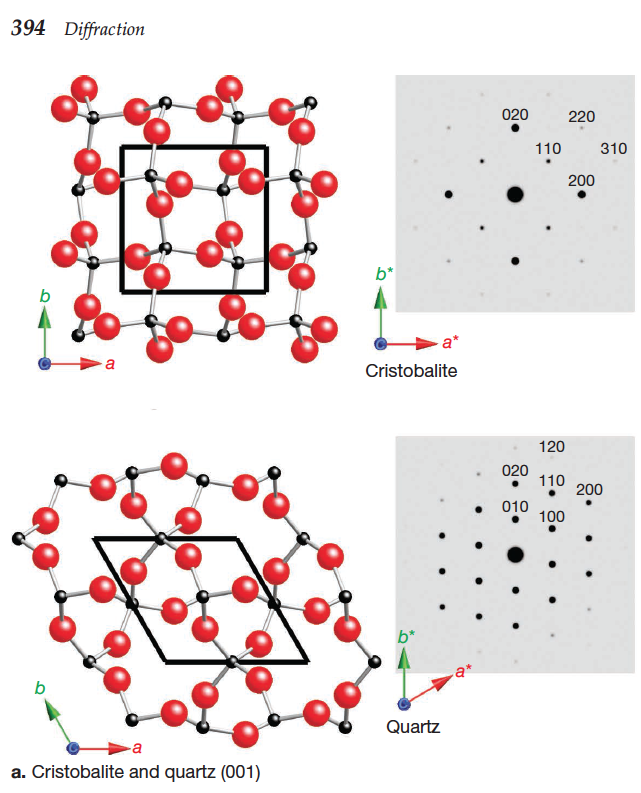 394 Diffraction
020 220
110 310
200
b*
a*
Cristobalite
b
a
120
020 110 200
010 100
b*
a*
Quartz
b
a
a. Cristobalite and quartz (001)